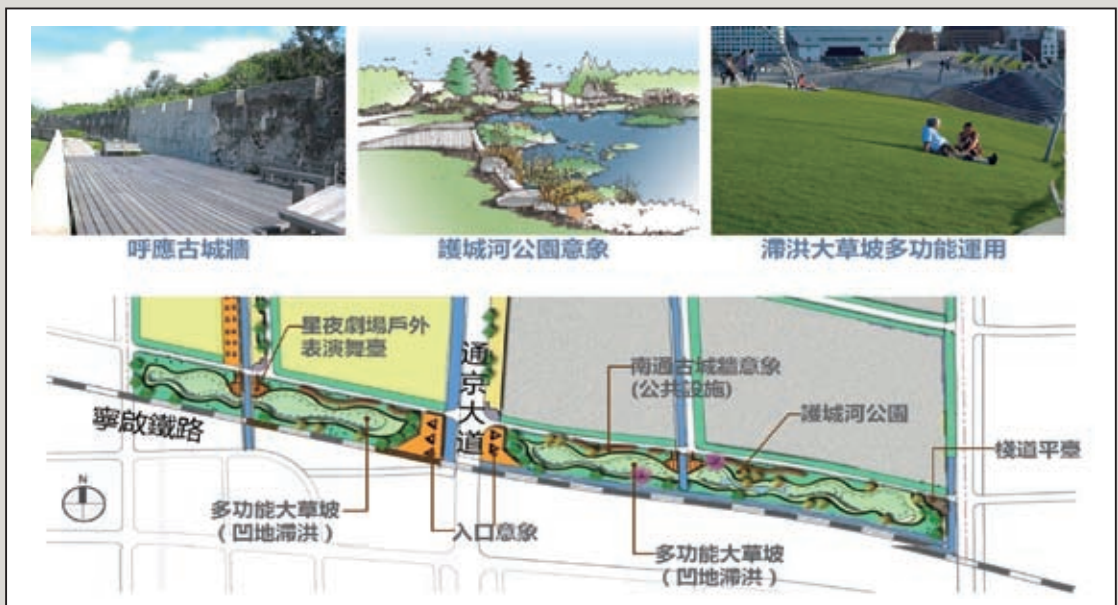 呼應古城牆
護城河公園意象
滯洪大草坡多功能運用
星夜劇場戶外
表演舞臺
通京大道
南通古城牆意象
(公共設施)
護城河公園
寧啟鐵路
棧道平臺
N
多功能大草坡
(凹地滯洪)
入口意象
多功能大草坡
(凹地滯洪)